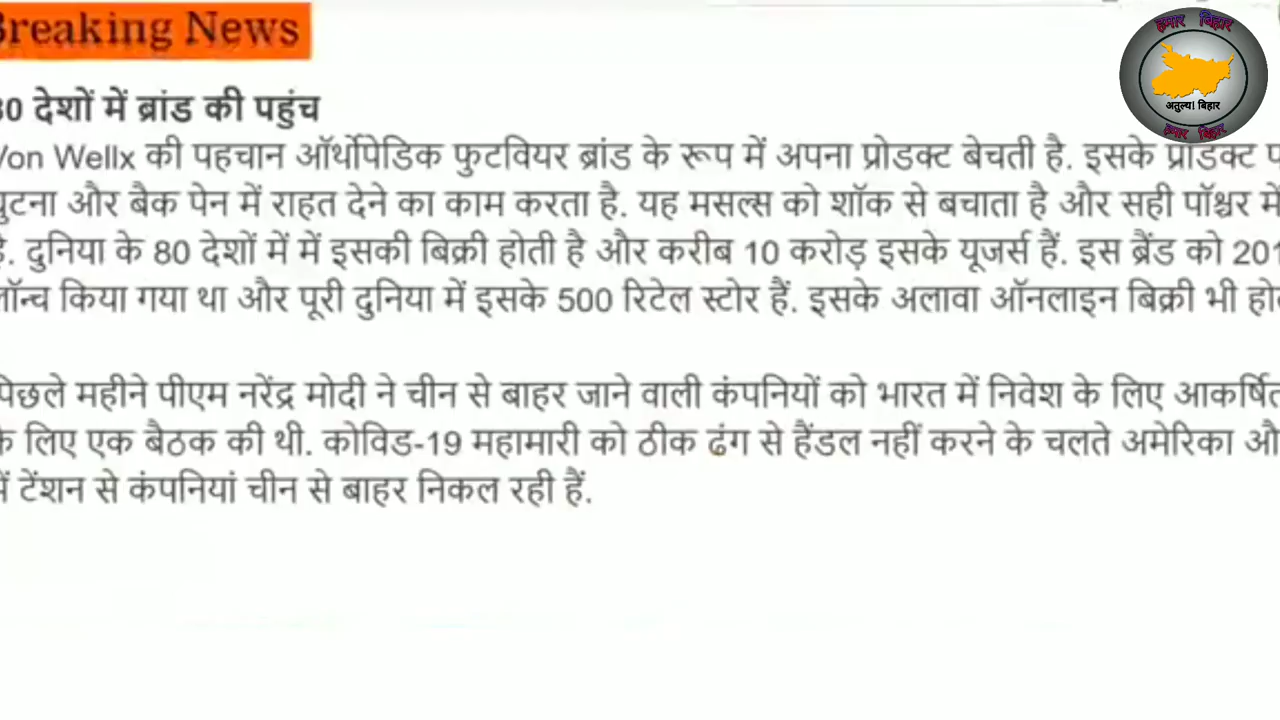 Breaking News
हमार बिहार
अतुल्य! बिहार
हमार बिहार
80 देशों में ब्रांड की पहुंच
Von Wellx की पहचान ऑर्थोपेडिक फुटवियर ब्रांड के रूप में अपना प्रोडक्ट बेचती है. इसके प्रोडक्ट
घुटना और बैक पेन में राहत देने का काम करता है. यह मसल्स को शॉक से बचाता है और सही पॉश्चर में
है. दुनिया के 80 देशों में में इसकी बिक्री होती है और करीब 10 करोड़ इसके यूजर्स हैं. इस ब्रैंड को 201
लॉन्च किया गया था और पूरी दुनिया में इसके 500 रिटेल स्टोर हैं. इसके अलावा ऑनलाइन बिक्री भी
पिछले महीने पीएम नरेंद्र मोदी ने चीन से बाहर जाने वाली कंपनियों को भारत में निवेश के लिए आकर्षित
के लिए एक बैठक की थी. कोविड-19 महामारी को ठीक ढंग से हैंडल नहीं करने के चलते अमेरिका
में टेंशन से कंपनियां चीन से बाहर निकल रही हैं.